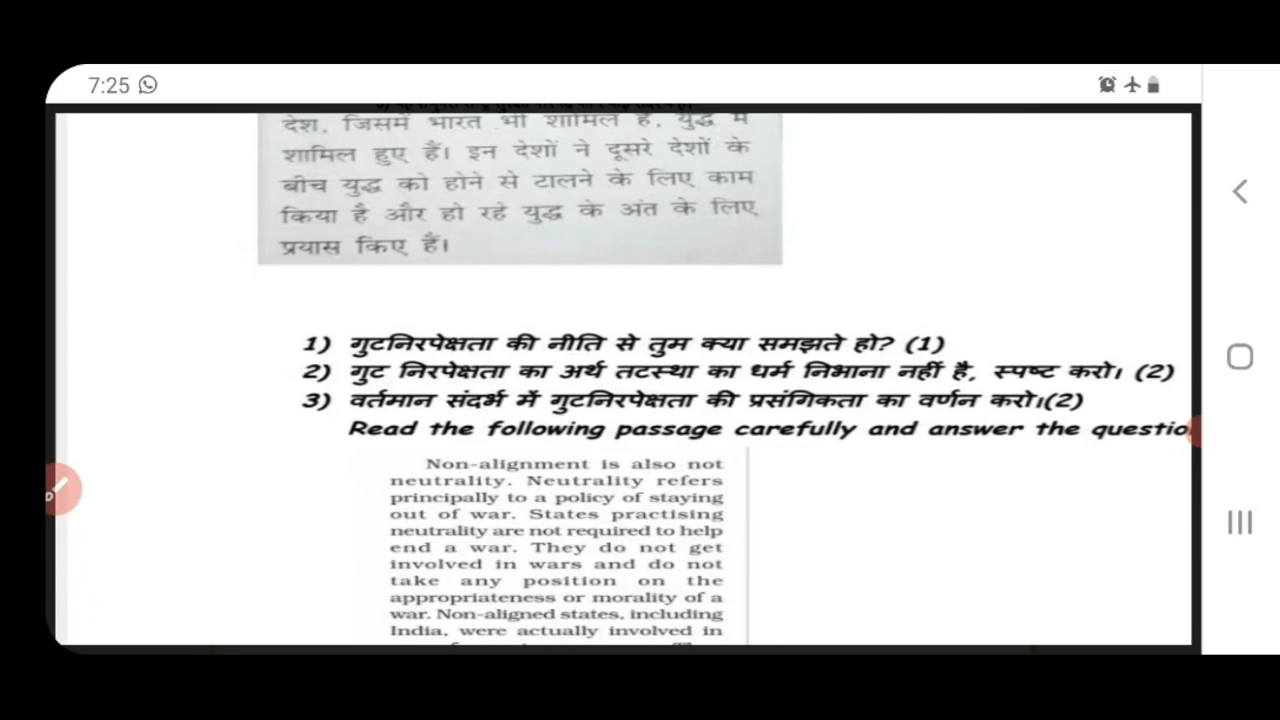 7:25
देश, जिसमें भारत भी शामिल है, युद्ध में
शामिल हुए हैं। इन देशों ने दूसरे देशों के
बीच युद्ध को होने से टालने के लिए काम
किया है और हो रहे युद्ध के अंत के लिए
प्रयास किए हैं।
1) गुटनिरपेक्षता की नीति से तुम क्या समझते हो? (1)
2) गुट निरपेक्षता का अर्थ तटस्था का धर्म निभाना नहीं है, स्पष्ट करो। (2)
3) वर्तमान संदर्भ में गुटनिरपेक्षता की प्रसंगिकता का वर्णन करो।(2)
Read the following passage carefully and answer the questio
Non-alignment is also not
neutrality. Neutrality refers
principally to a policy of staying
out of war. States practising
neutrality are not required to help
end a war. They do not get
involved in wars and do not
take any position on the
appropriateness or morality of a
war. Non-aligned states, including
India, were actually involved in